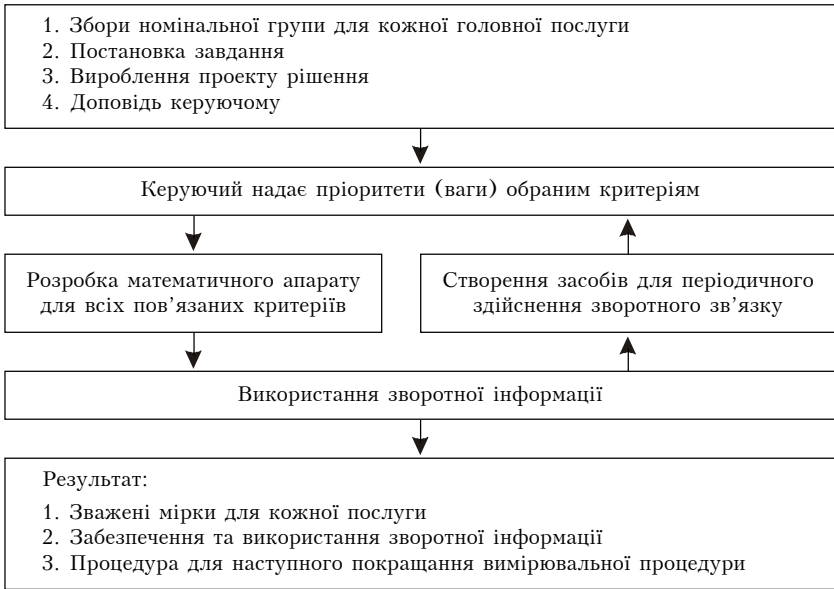 1. Збори номінальної групи для кожної головної послуги
2. Постановка завдання
3. Вироблення проекту рішення
4. Доповідь керуючому
Керуючий надає пріоритети (ваги) обраним критеріям
Розробка математичного апарату
для всіх пов’язаних критеріїв
Створення засобів для періодичного
здійснення зворотного зв’язку
Використання зворотної інформації
Результат:
1. Зважені мірки для кожної послуги
2. Забезпечення та використання зворотної інформації
3. Процедура для наступного покращання вимірювальної процедури